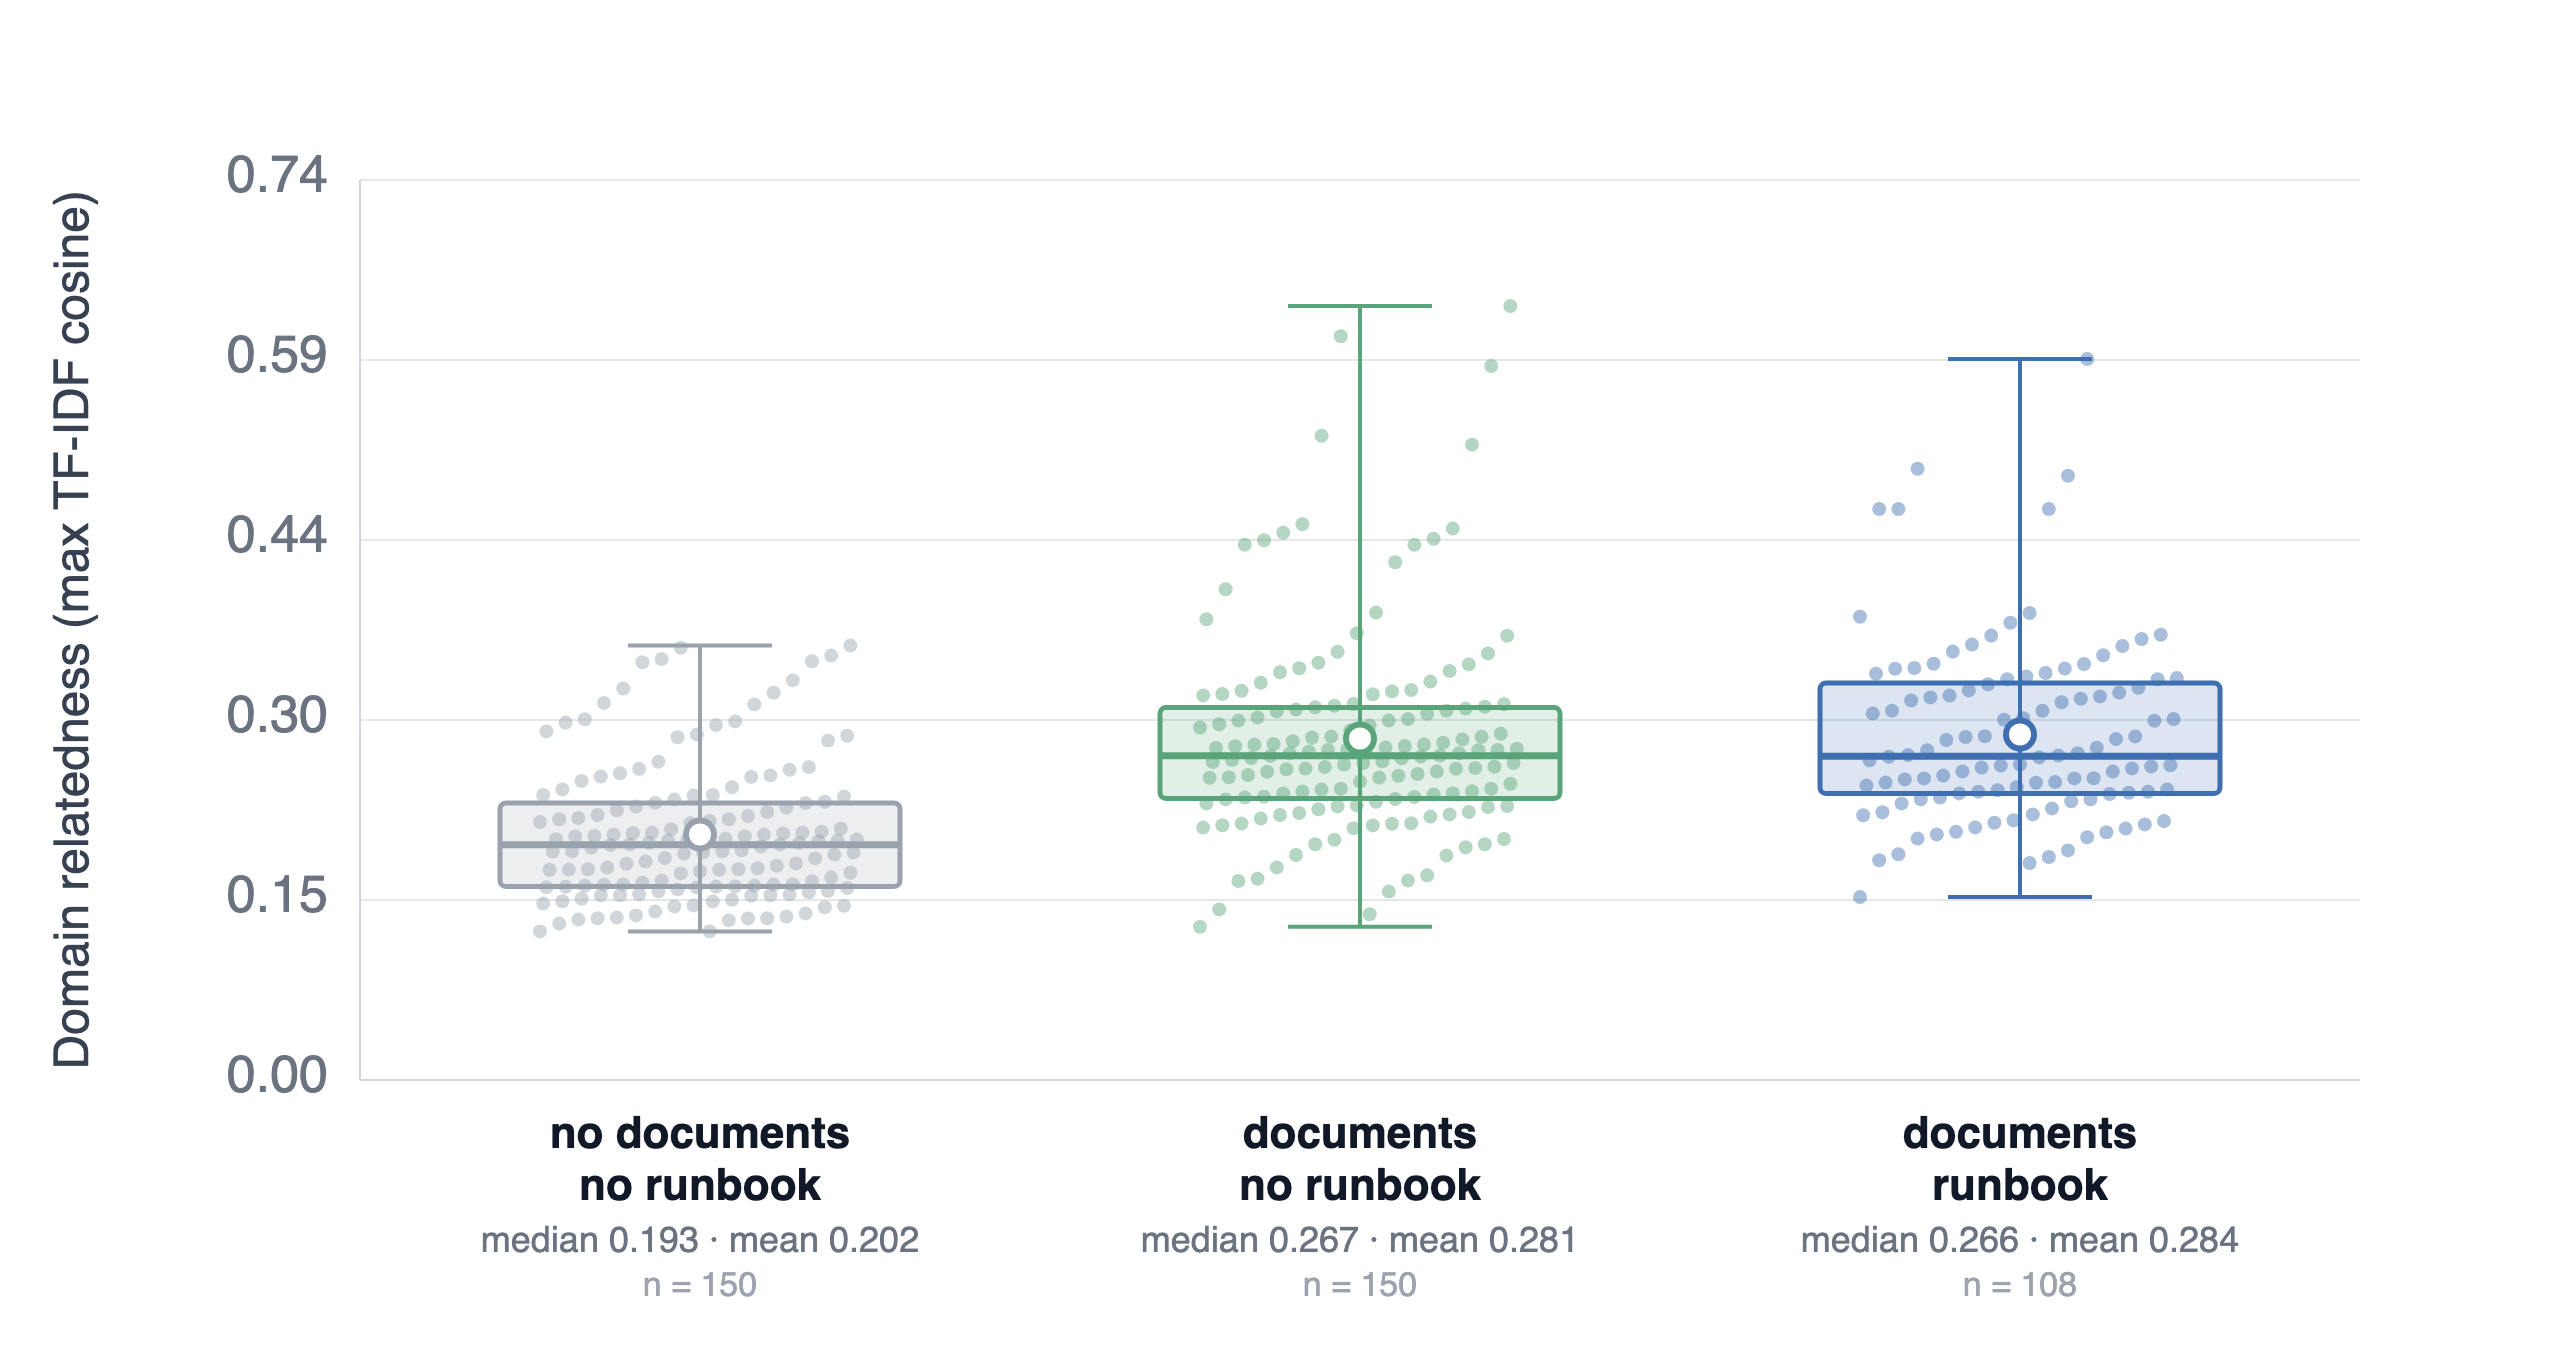 Domain relatedness (max TF-IDF cosine)
0.74
0.59
0.44
0.30
0.15
0.00
no documents
no runbook
median 0.193 · mean 0.202
n = 150
documents
no runbook
median 0.267 · mean 0.281
n = 150
documents
runbook
median 0.266 · mean 0.284
n = 108